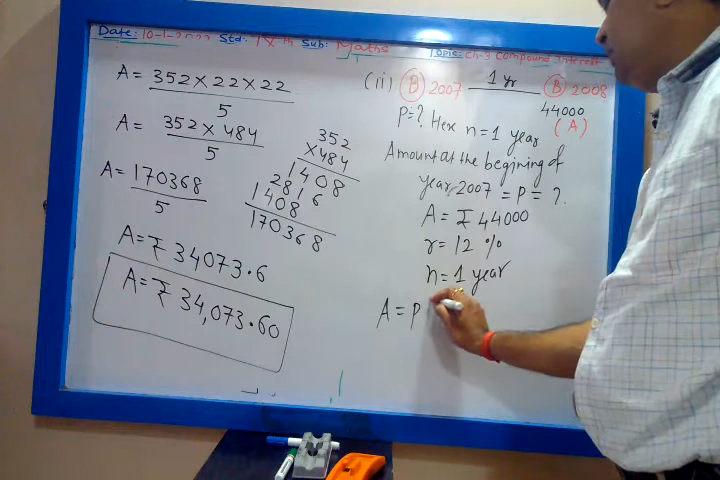 Date: 10-1-2022 Std: IX th Sub: Maths
Topic: Ch-3 Compound Interest
A = 352 × 22 × 22
5
A = 352 × 484
5
352
×484
1408
2816
1408
170368
A = 170368
5
A = ₹ 34073.6
A = ₹ 34,073.60
(ii) (B) 2007 1 yr (B) 2008
44000
P = ? Hex n = 1 year (A)
Amount at the begining of
year 2007 = P = ?
A = ₹ 44000
r = 12 %
n = 1 year
A = P